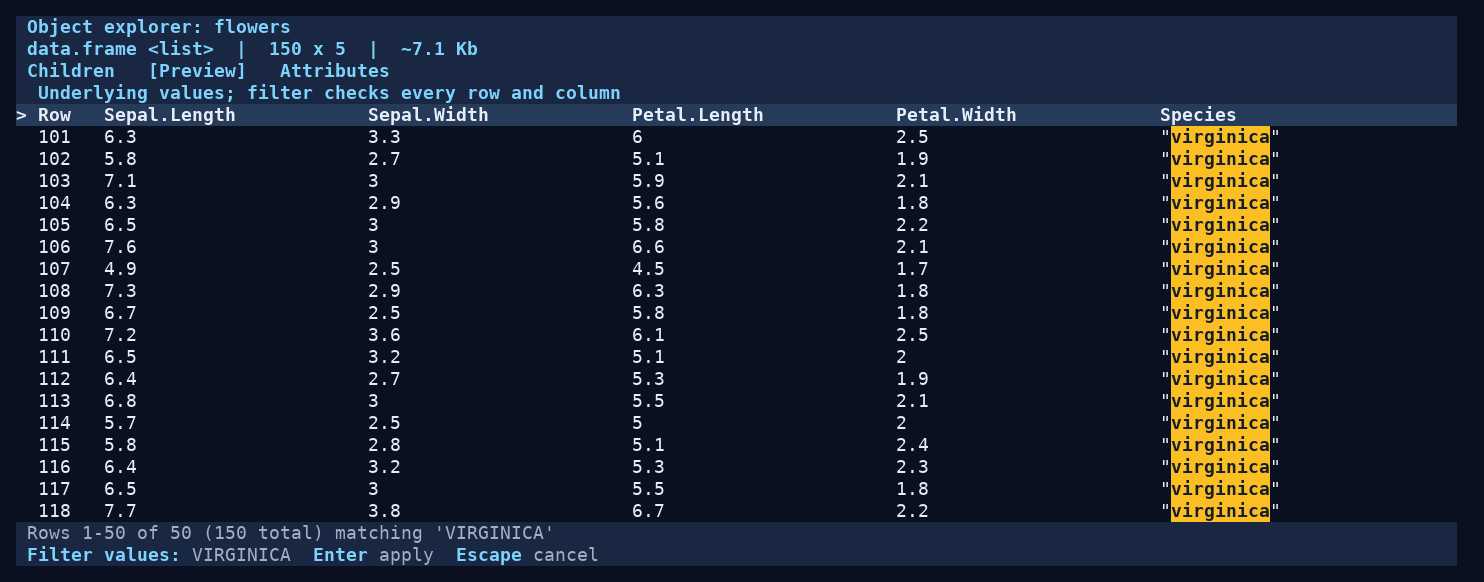 Object explorer: flowers
data.frame <list>  |  150 x 5  |  ~7.1 Kb
Children   [Preview]   Attributes
Underlying values; filter checks every row and column
> Row   Sepal.Length            Sepal.Width             Petal.Length            Petal.Width             Species
101   6.3                     3.3                     6                       2.5                     "virginica"
102   5.8                     2.7                     5.1                     1.9                     "virginica"
103   7.1                     3                       5.9                     2.1                     "virginica"
104   6.3                     2.9                     5.6                     1.8                     "virginica"
105   6.5                     3                       5.8                     2.2                     "virginica"
106   7.6                     3                       6.6                     2.1                     "virginica"
107   4.9                     2.5                     4.5                     1.7                     "virginica"
108   7.3                     2.9                     6.3                     1.8                     "virginica"
109   6.7                     2.5                     5.8                     1.8                     "virginica"
110   7.2                     3.6                     6.1                     2.5                     "virginica"
111   6.5                     3.2                     5.1                     2                       "virginica"
112   6.4                     2.7                     5.3                     1.9                     "virginica"
113   6.8                     3                       5.5                     2.1                     "virginica"
114   5.7                     2.5                     5                       2                       "virginica"
115   5.8                     2.8                     5.1                     2.4                     "virginica"
116   6.4                     3.2                     5.3                     2.3                     "virginica"
117   6.5                     3                       5.5                     1.8                     "virginica"
118   7.7                     3.8                     6.7                     2.2                     "virginica"
Rows 1-50 of 50 (150 total) matching 'VIRGINICA'
Filter values: VIRGINICA  Enter apply  Escape cancel